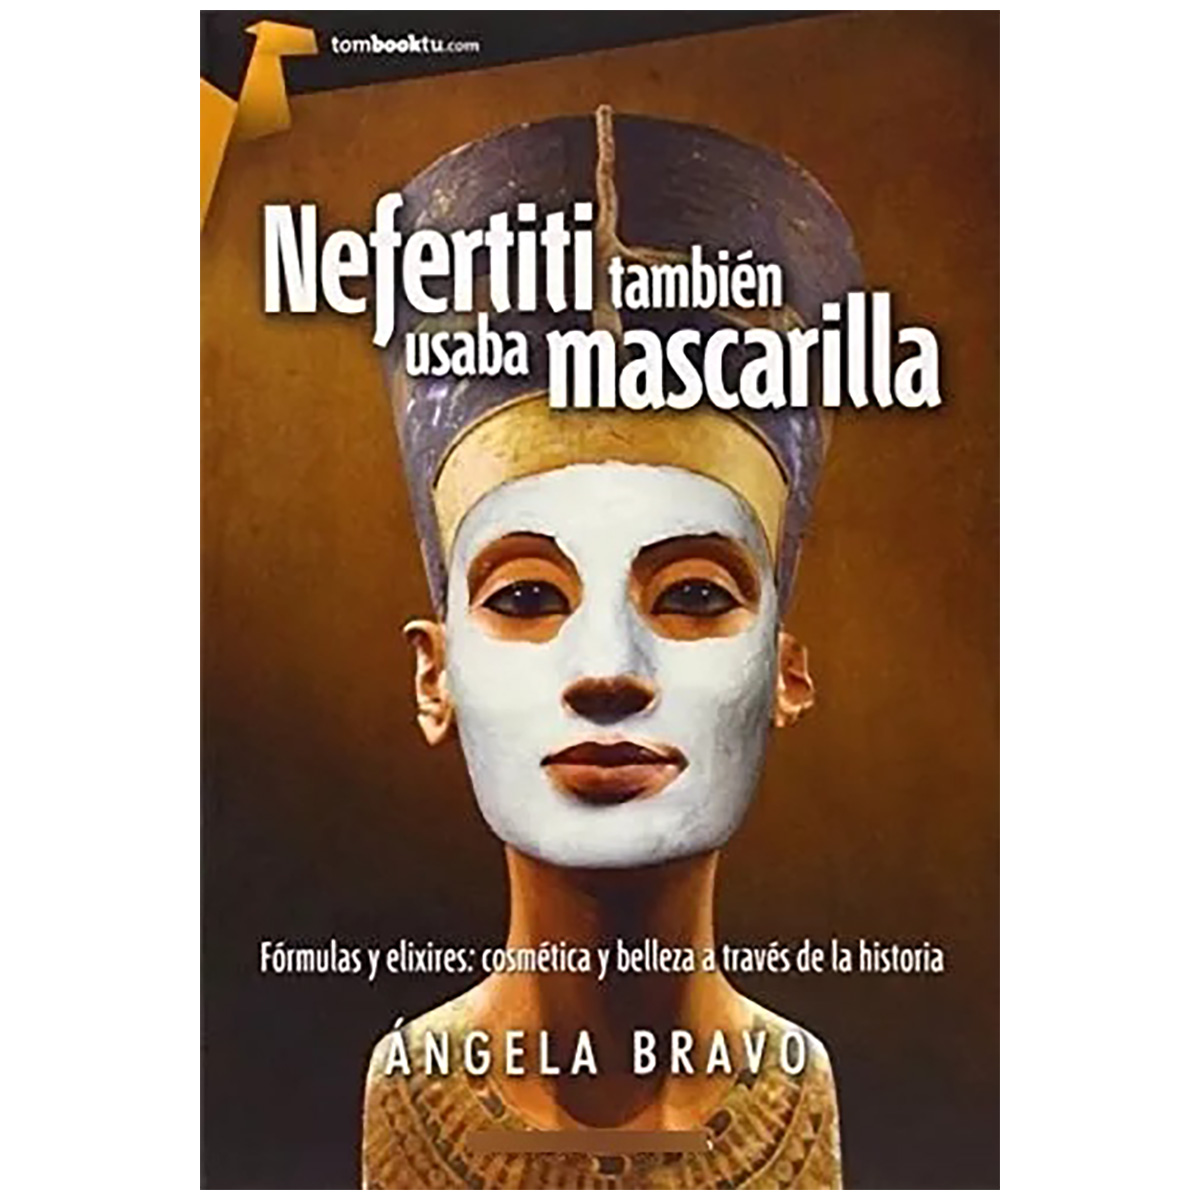 tombooktu.com
Nefertiti también
usaba mascarilla
Fórmulas y elixires: cosmética y belleza a través de la historia
ÁNGELA BRAVO